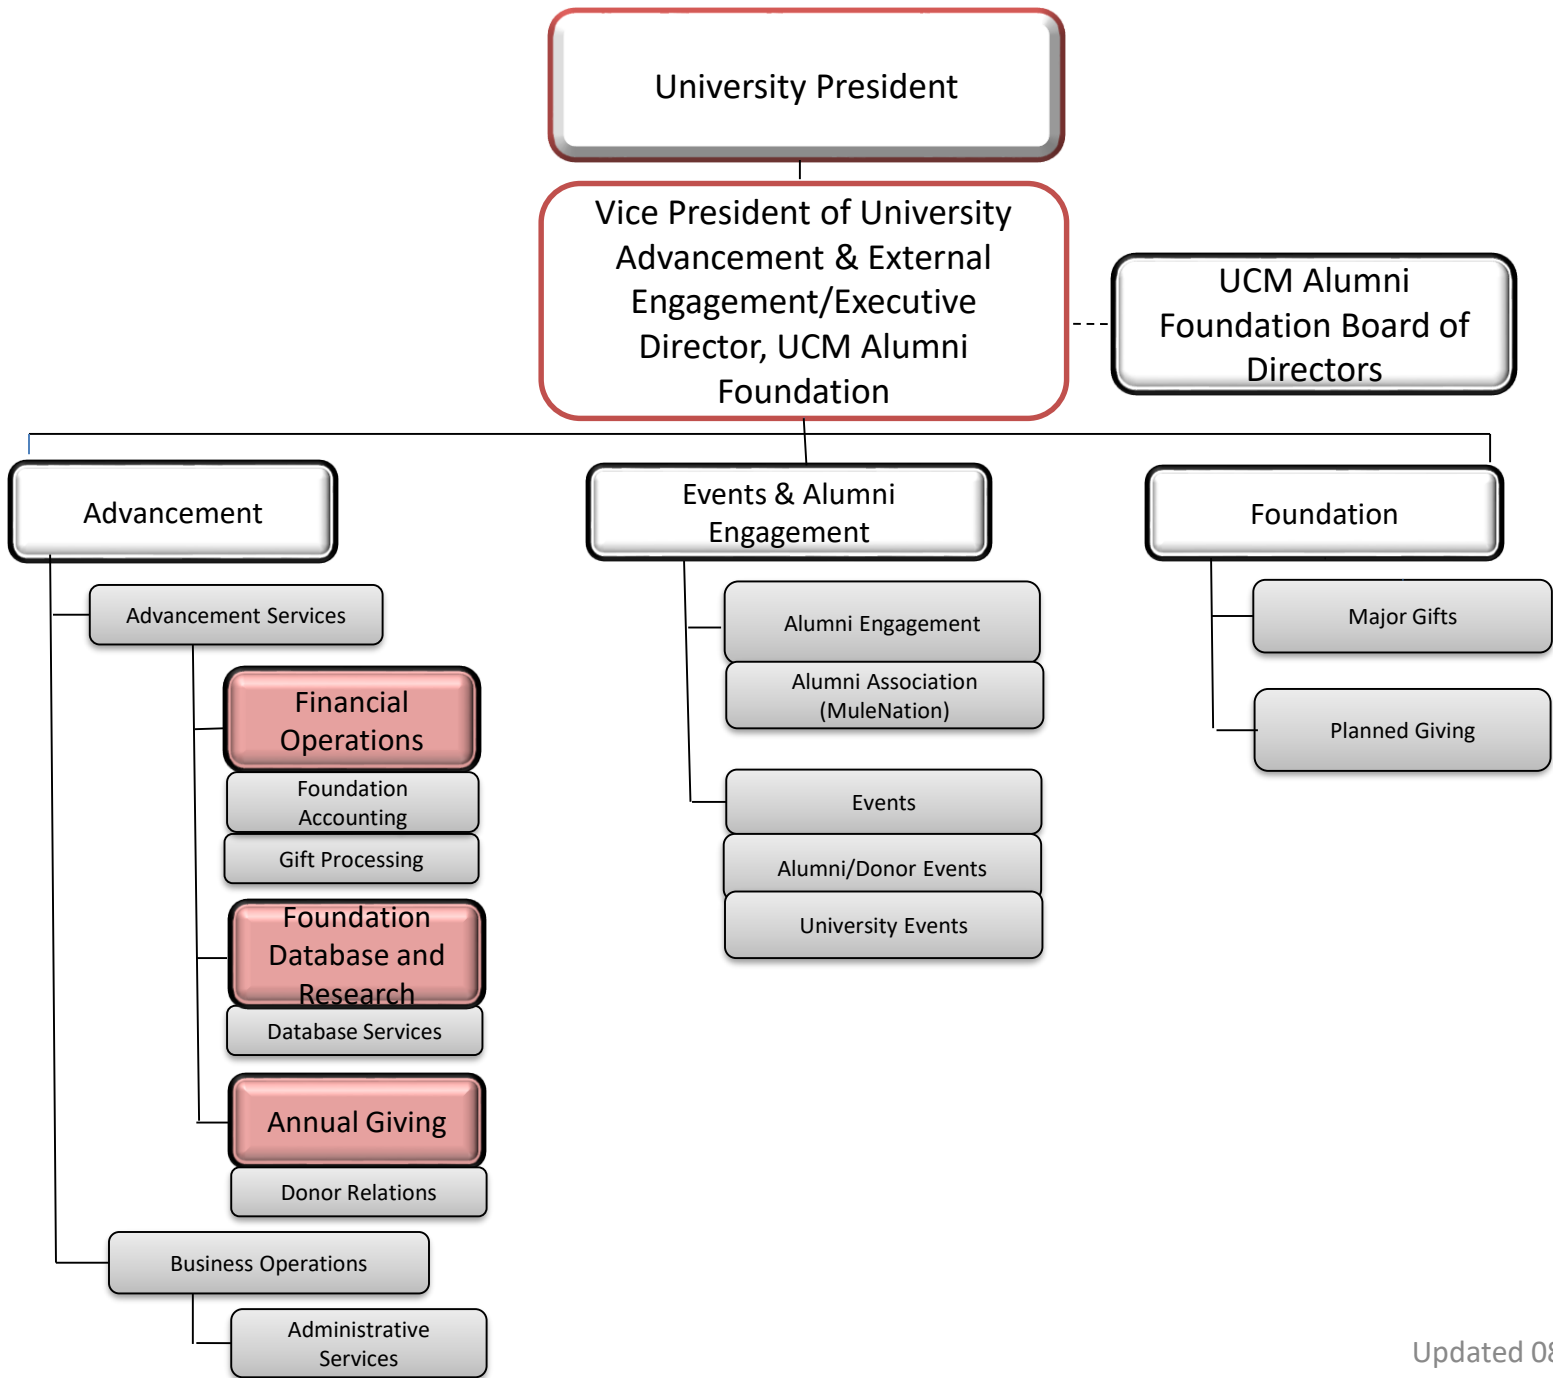 University President
Vice President of University
Advancement & External
Engagement/Executive
Director, UCM Alumni
Foundation
UCM Alumni
Foundation Board of
Directors
Advancement
Events & Alumni
Engagement
Foundation
Advancement Services
Financial
Operations
Foundation
Accounting
Gift Processing
Foundation
Database and
Research
Database Services
Annual Giving
Donor Relations
Business Operations
Administrative
Services
Alumni Engagement
Alumni Association
(MuleNation)
Events
Alumni/Donor Events
University Events
Major Gifts
Planned Giving
Updated 08